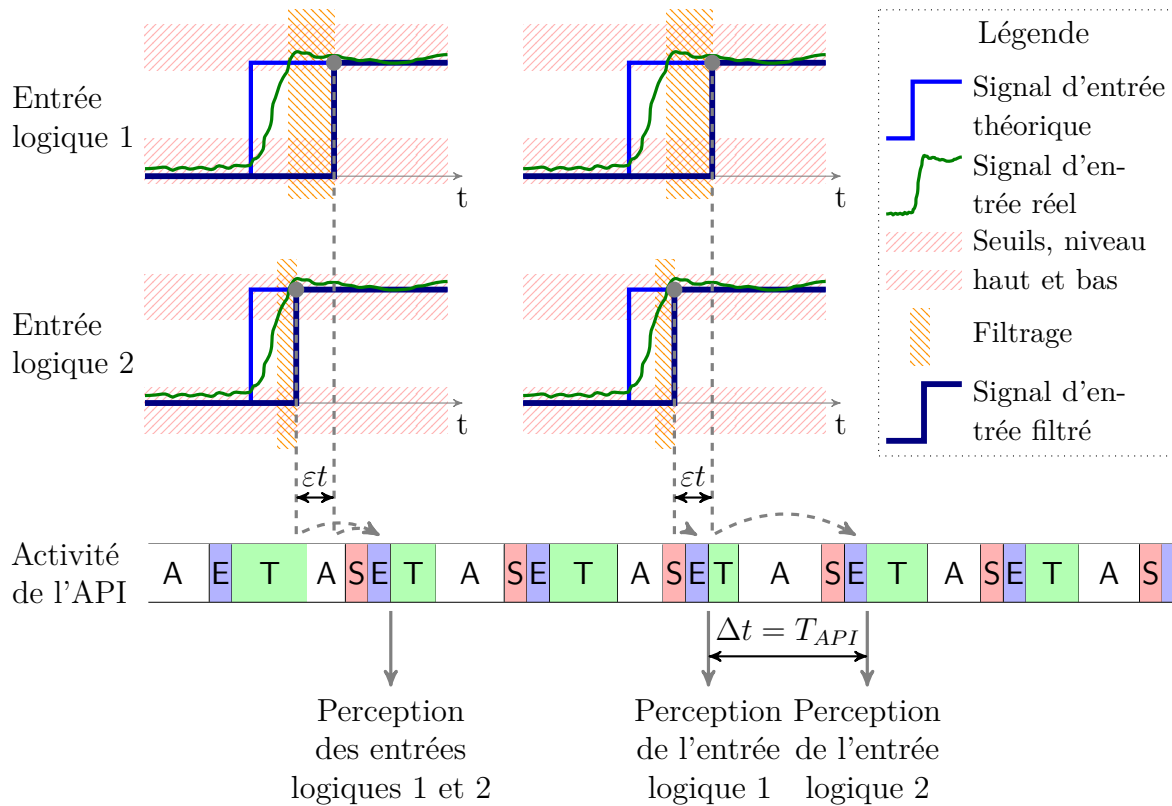 Entrée
logique 1
t
t
Entrée
logique 2
t
t
Légende
Signal d'entrée
théorique
Signal d'en-
trée réel
Seuils, niveau
haut et bas
Filtrage
Signal d'en-
trée filtré
εt
εt
Activité
de l'API
A E T A S E T A S E T A S E T A S E T A S E T A S
Δt = T_API
Perception
des entrées
logiques 1 et 2
Perception
de l'entrée
logique 1
Perception
de l'entrée
logique 2